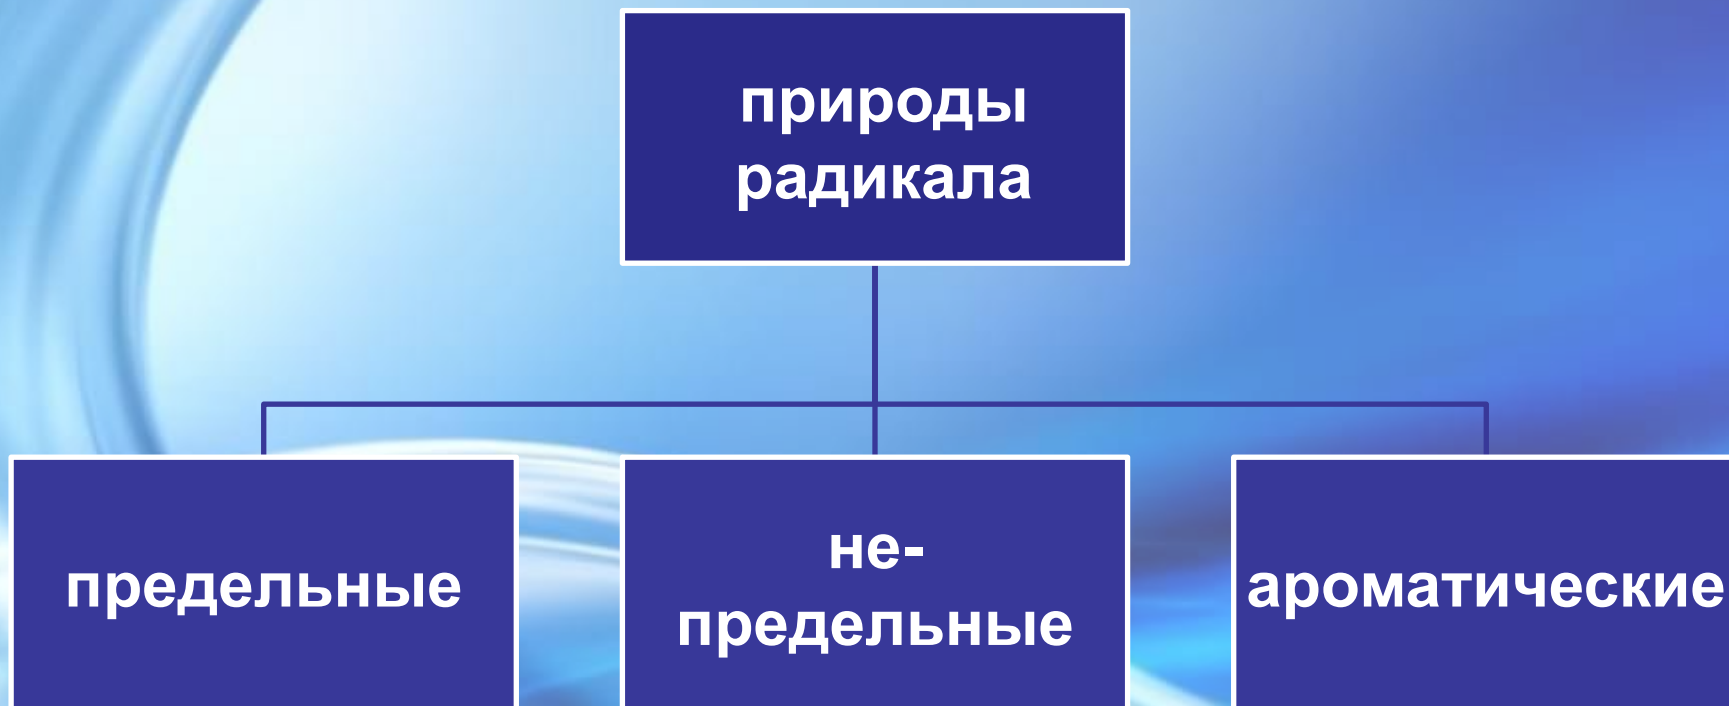 природы
радикала
предельные
не-
предельные
ароматические